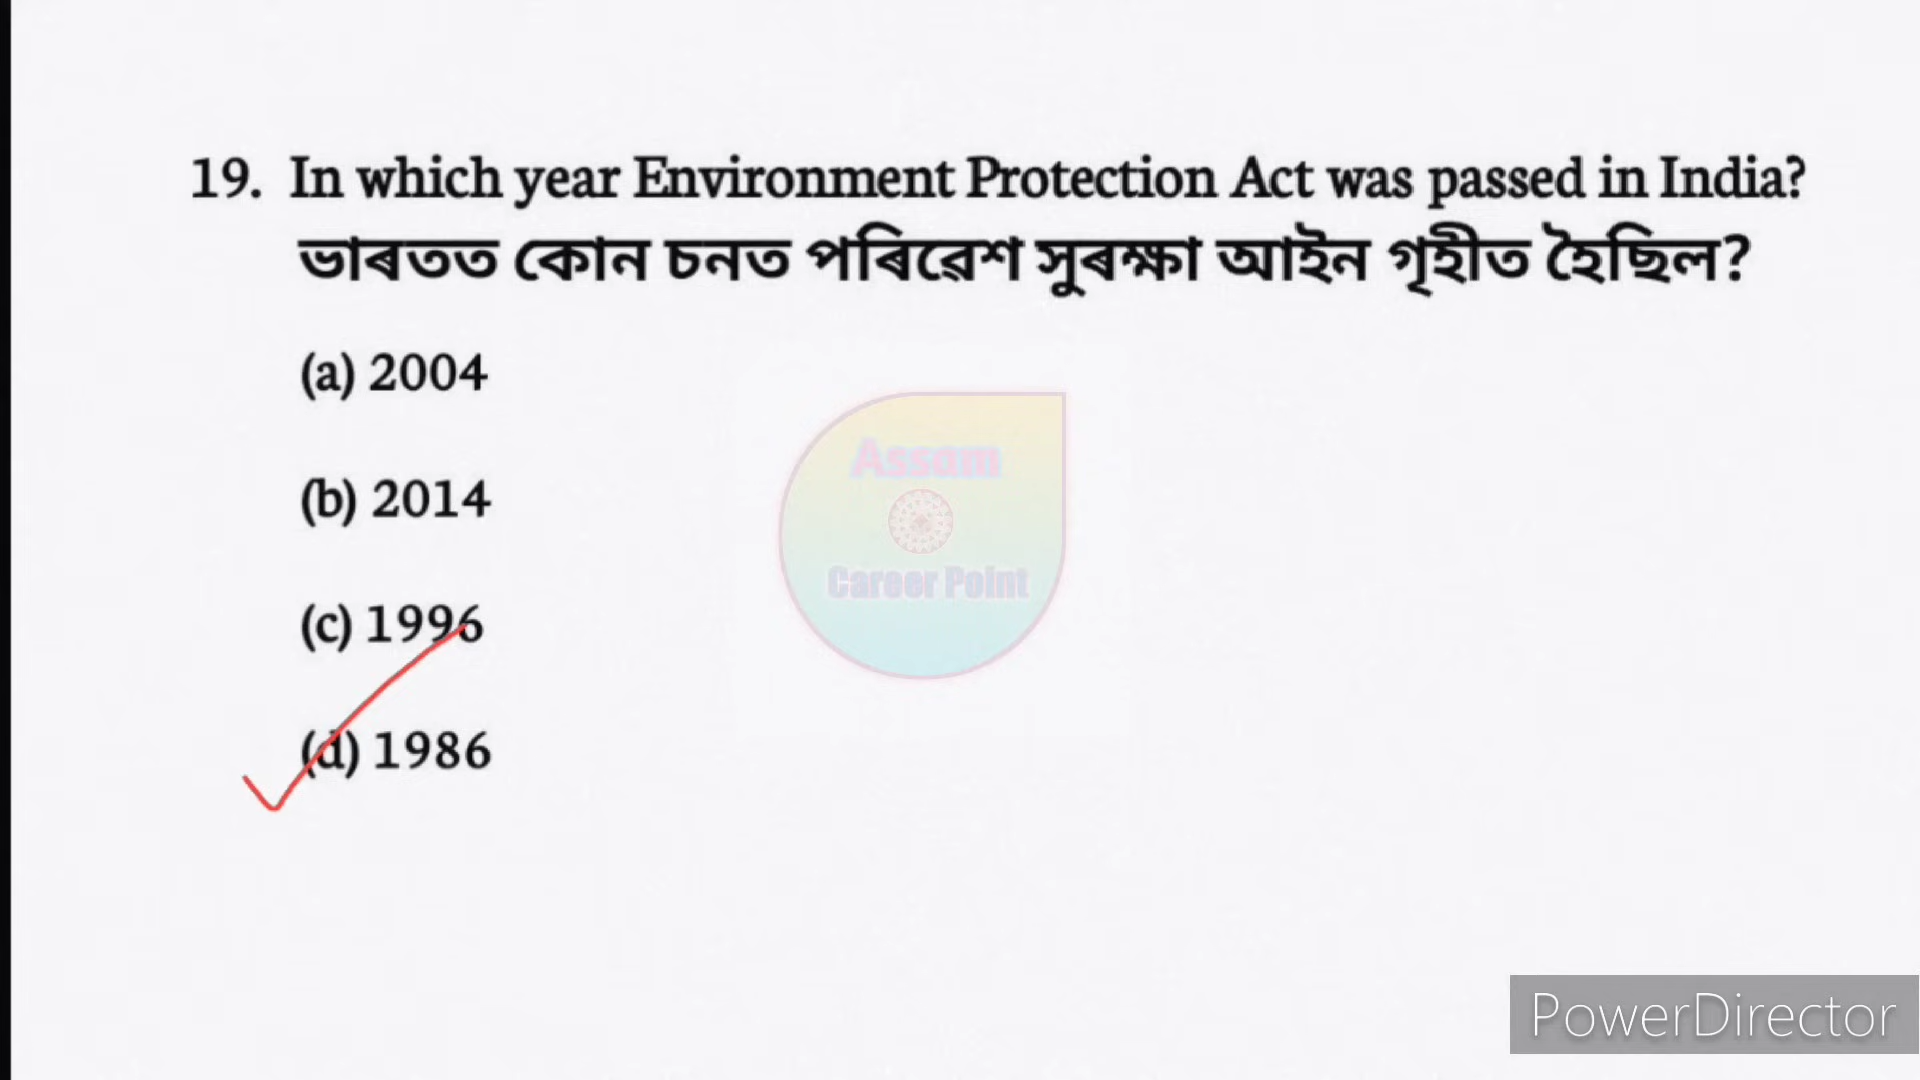 19. In which year Environment Protection Act was passed in India?
ভাৰতত কোন চনত পৰিৱেশ সুৰক্ষা আইন গৃহীত হৈছিল?
(a) 2004
(b) 2014
(c) 1996
(d) 1986
Assam
Career Point
PowerDirector